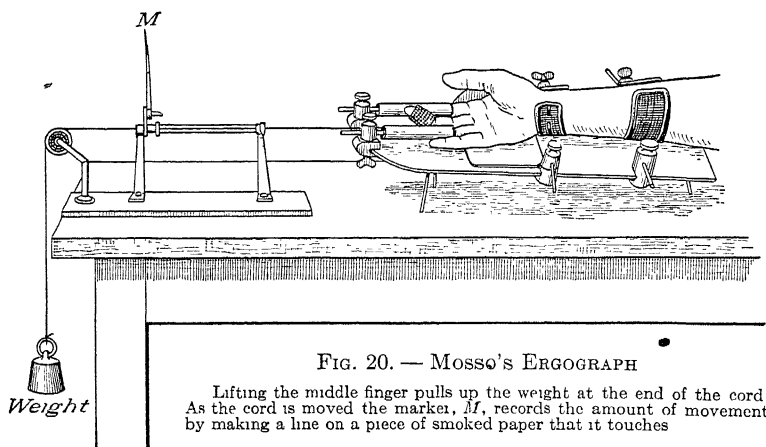 M
FIG. 20. — MOSSO'S ERGOGRAPH
Lifting the middle finger pulls up the weight at the end of the cord
As the cord is moved the marker, M, records the amount of movement
by making a line on a piece of smoked paper that it touches
Weight